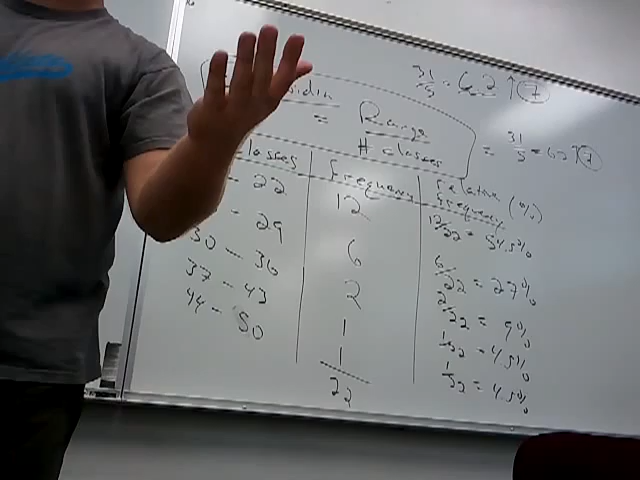 31/5 = 6.2 ↑ 7
width = Range / # classes = 31/5 = 6.2 ↑ 7
classes Frequency Relative Frequency (%)
- 22 12 12/22 = 54.5%
- 29 6 6/22 = 27%
30 - 36 2 2/22 = 9%
37 - 43 1 1/22 = 4.5%
44 - 50 1 1/22 = 4.5%
22